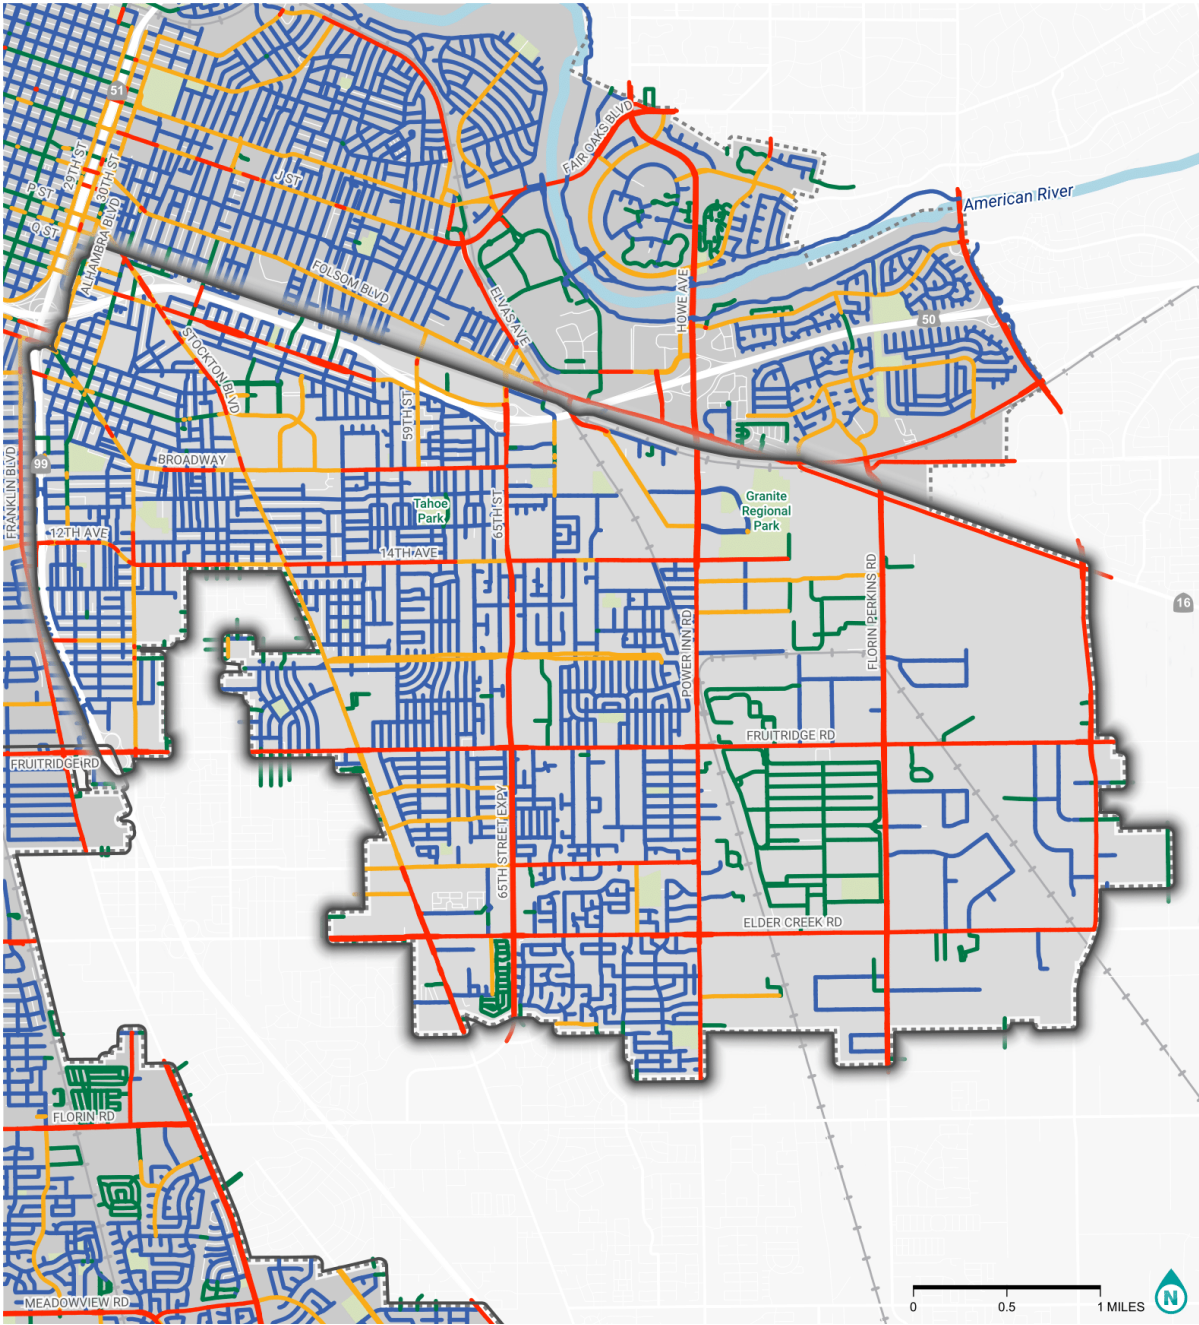 51
FAIR OAKS BLVD
29TH ST
30TH ST
J ST
P ST
Q ST
ALHAMBRA BLVD
American River
FOLSOM BLVD
ELVAS AVE
HOWE AVE
50
STOCKTON BLVD
59TH ST
BROADWAY
99
FRANKLIN BLVD
Tahoe
Park
65TH ST
Granite
Regional
Park
12TH AVE
14TH AVE
FLORIN PERKINS RD
16
POWER INN RD
FRUITRIDGE RD
FRUITRIDGE RD
65TH STREET EXPY
ELDER CREEK RD
FLORIN RD
MEADOWVIEW RD
0
0.5
1 MILES
N